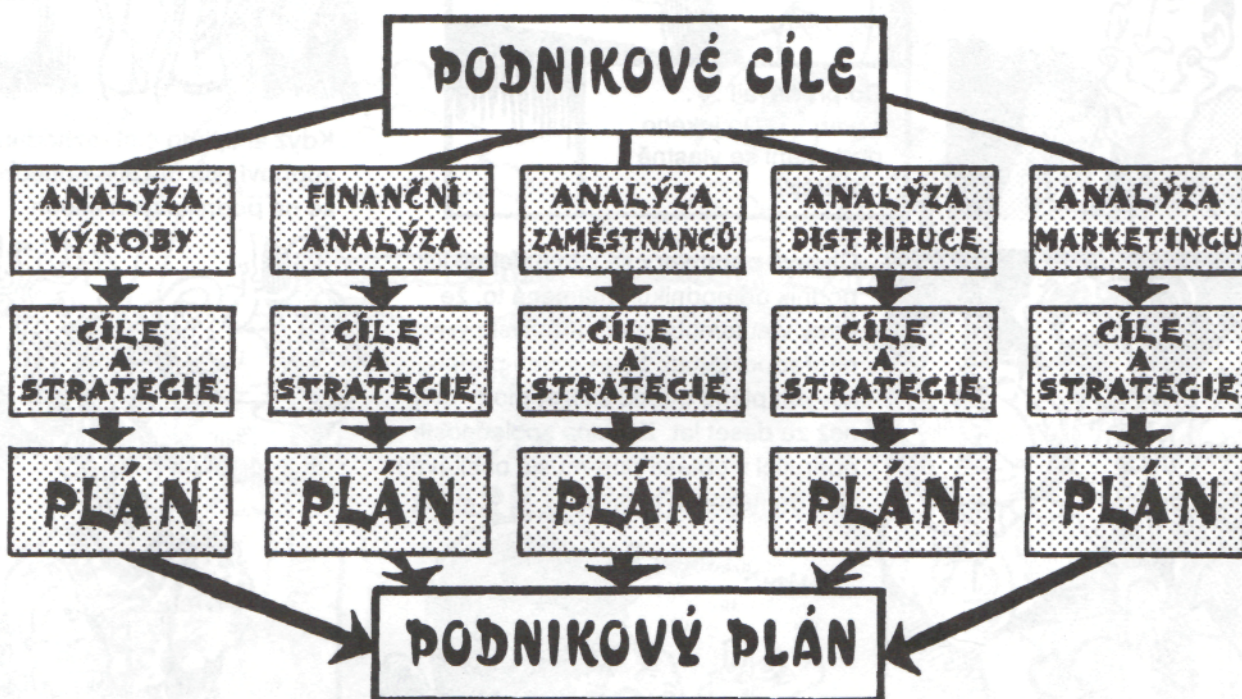 PODNIKOVÉ CÍLE
ANALÝZA
VÝROBY
FINANČNÍ
ANALÝZA
ANALÝZA
ZAMĚSTNANCŮ
ANALÝZA
DISTRIBUCE
ANALÝZA
MARKETINGU
CÍLE
A
STRATEGIE
CÍLE
A
STRATEGIE
CÍLE
A
STRATEGIE
CÍLE
A
STRATEGIE
CÍLE
A
STRATEGIE
PLÁN
PLÁN
PLÁN
PLÁN
PLÁN
PODNIKOVÝ PLÁN